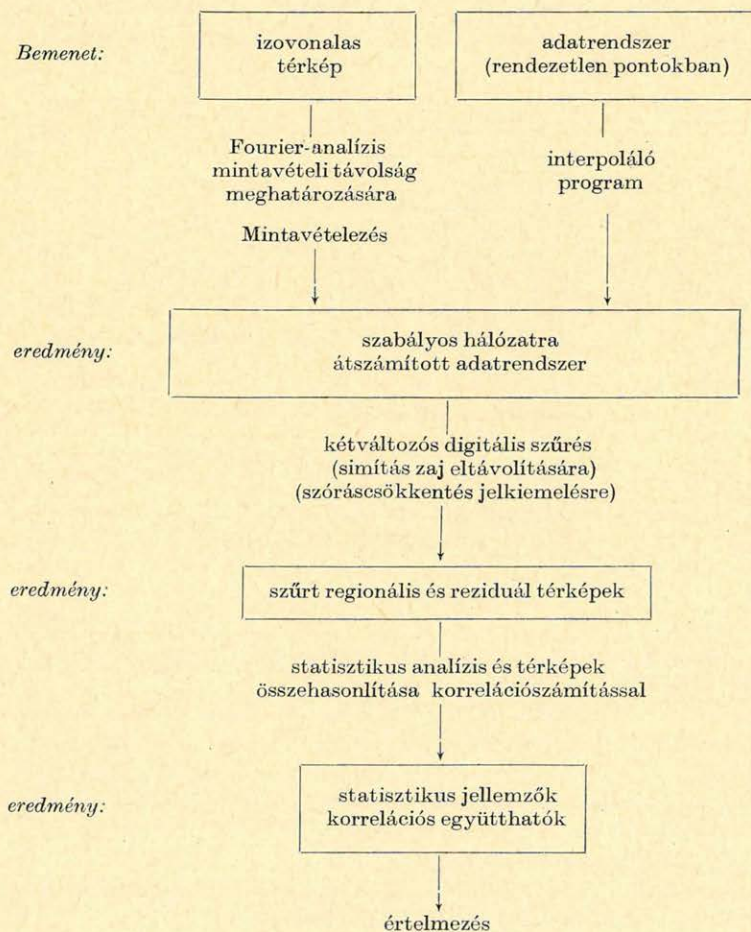 Bemenet:
izovonalas
térkép
adatrendszer
(rendezetlen pontokban)
Fourier-analízis
mintavételi távolság
meghatározására
interpoláló
program
Mintavételezés
eredmény:
szabályos hálózatra
átszámított adatrendszer
kétváltozós digitális szűrés
(simítás zaj eltávolítására)
(szóráscsökkentés jelkiemelésre)
eredmény:
szűrt regionális és reziduál térképek
statisztikus analízis és térképek
összehasonlítása korrelációszámítással
eredmény:
statisztikus jellemzők
korrelációs együtthatók
értelmezés